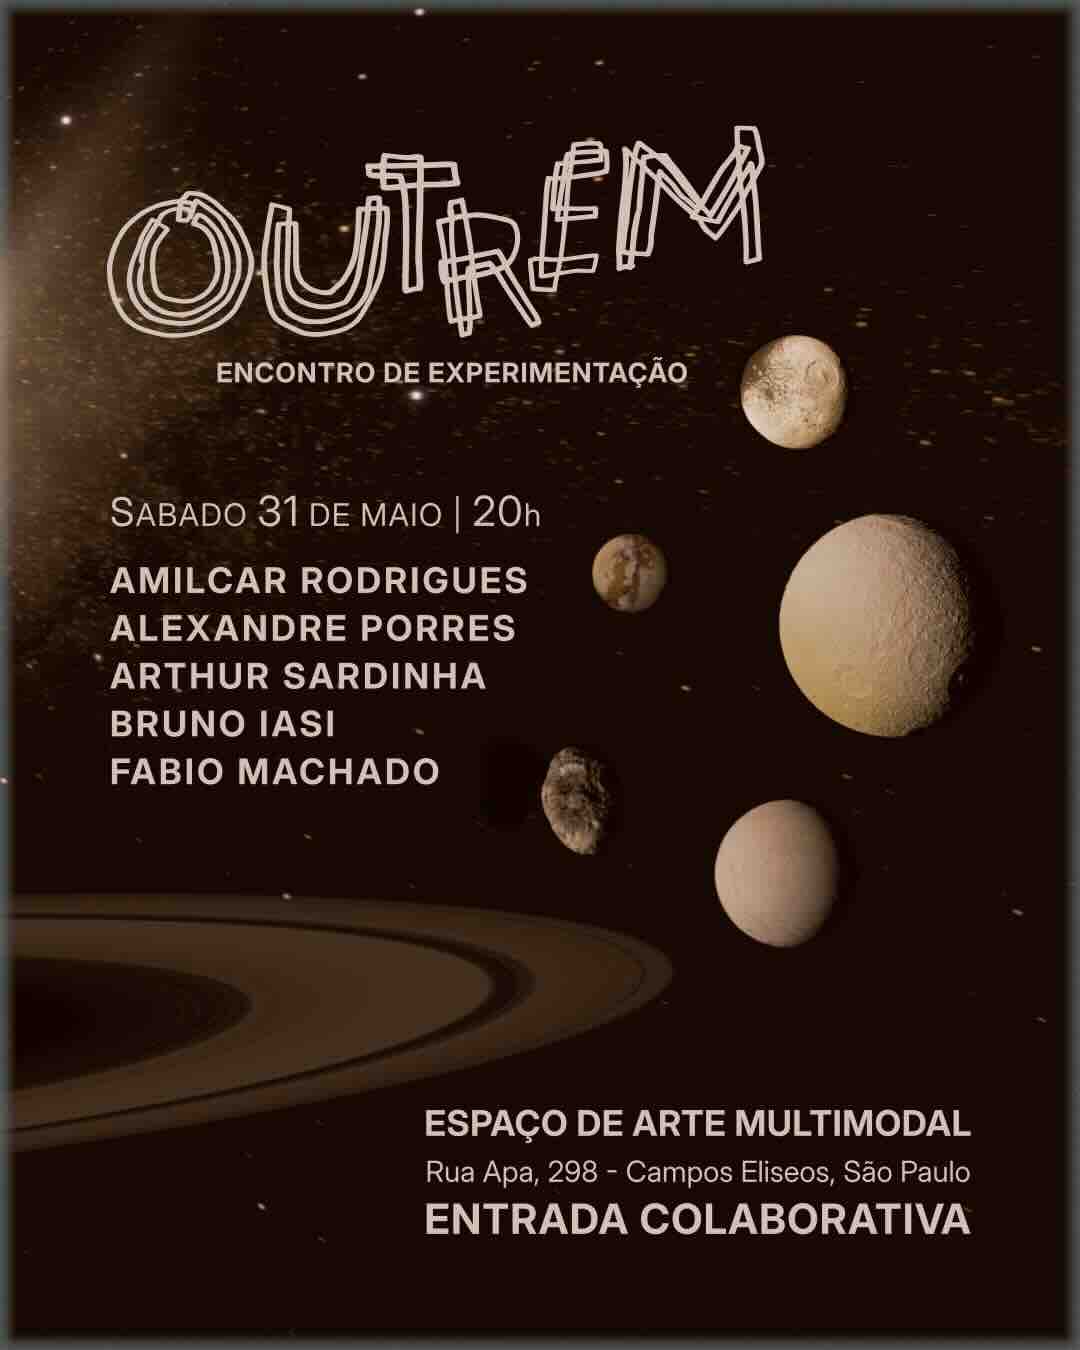 OUTREM
ENCONTRO DE EXPERIMENTAÇÃO
SABADO 31 DE MAIO | 20h
AMILCAR RODRIGUES
ALEXANDRE PORRES
ARTHUR SARDINHA
BRUNO IASI
FABIO MACHADO
ESPAÇO DE ARTE MULTIMODAL
Rua Apa, 298 - Campos Eliseos, São Paulo
ENTRADA COLABORATIVA